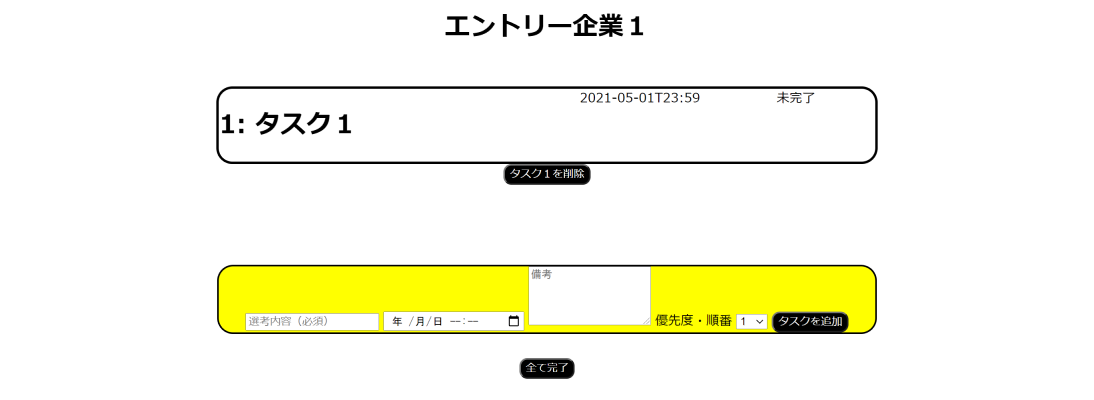 エントリー企業１
2021-05-01T23:59 未完了
1: タスク１
タスク１を削除
備考
選考内容（必須） 年 /月/日 --:-- 優先度・順番 1 タスクを追加
全て完了